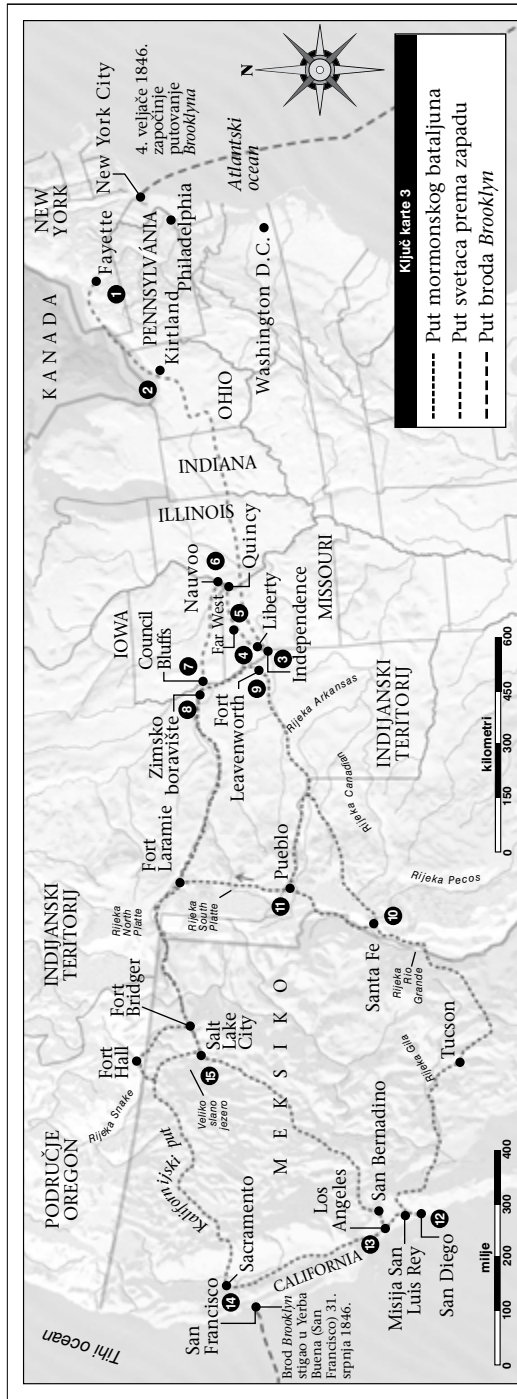 Tihi ocean
PODRUČJE
OREGON
Rijeka Snake
Fort
Hall
Fort
Bridger
INDIJANSKI
TERITORIJ
Rijeka
North
Platte
Fort
Laramie
Kalifornijski put
Veliko
slano
jezero
15
Salt
Lake
City
Rijeka
South
Platte
San
Francisco
14
Sacramento
Brod Brooklyn
stigao u Yerba
Buena (San
Francisco) 31.
srpnja 1846.
CALIFORNIA
MEKSIKO
13
Los
Angeles
San Bernadino
Misija San
Luis Rey
12
San Diego
Rijeka Gila
Tucson
Santa Fe
10
Rijeka
Rio
Grande
Rijeka Pecos
11
Pueblo
Rijeka Canadian
Rijeka Arkansas
INDIJANSKI
TERITORIJ
Zimsko
boravište
8
7
Council
Bluffs
IOWA
Fort
Leavenworth
9
Far West
5
4
Liberty
3
Independence
MISSOURI
Nauvoo
6
Quincy
ILLINOIS
INDIANA
OHIO
KANADA
2
Kirtland
1
Fayette
PENNSYLVÁNIA
Philadelphia
Washington D.C.
NEW
YORK
New York City
4. veljače 1846.
započinje
putovanje
Brooklyna
Atlantski
ocean
N
milje
0
100
200
300
400
kilometri
0
150
300
450
600
Ključ karte 3
Put mormonskog bataljuna
Put svetaca prema zapadu
Put broda Brooklyn